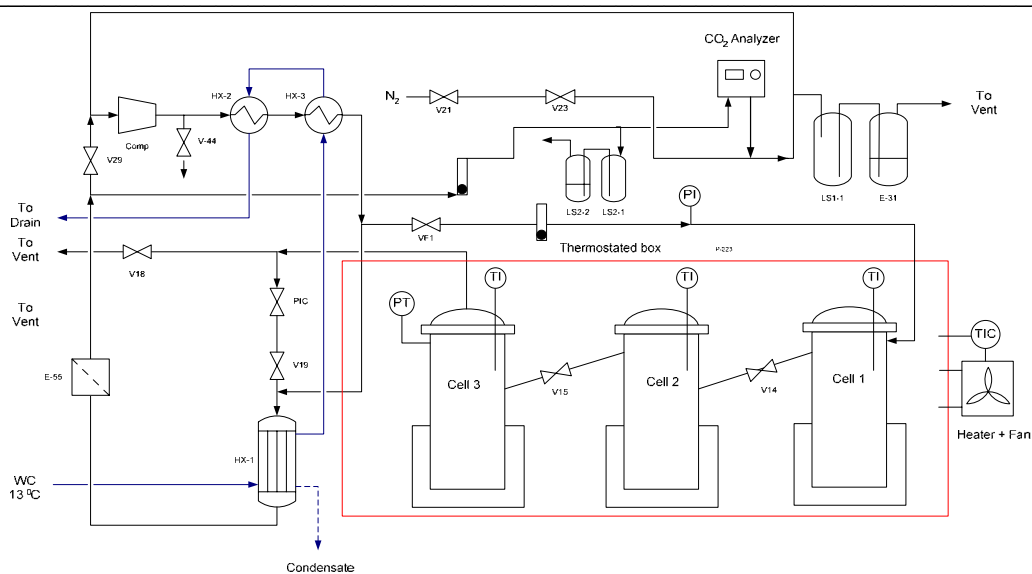 CO2 Analyzer
HX-2
HX-3
N2
V21
V23
To
Vent
Comp
V-44
V29
LS2-2
LS2-1
LS1-1
E-31
To
Drain
PI
VF1
To
Vent
Thermostated box
V18
TI
TI
TI
PIC
PT
To
Vent
TIC
V19
E-55
Cell 3
V15
Cell 2
V14
Cell 1
Heater + Fan
HX-1
WC
13 ⁰C
Condensate